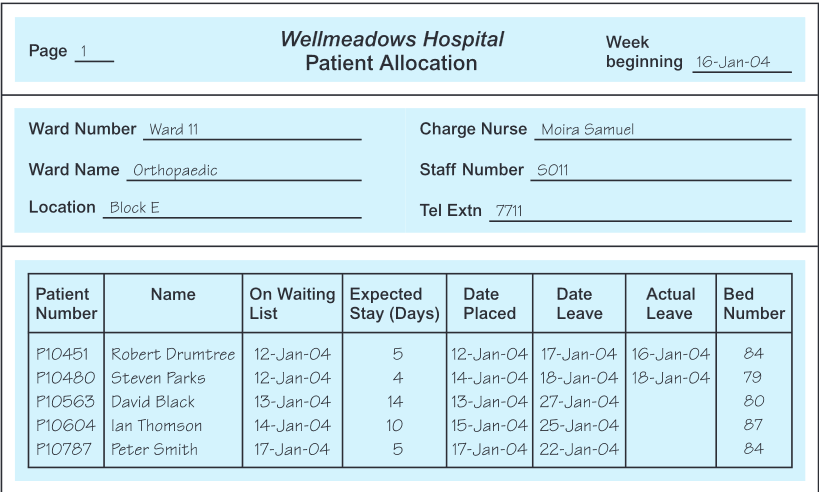 Wellmeadows Hospital
Page 1 Patient Allocation Week beginning 16-Jan-04
Ward Number Ward 11 Charge Nurse Moira Samuel
Ward Name Orthopaedic Staff Number S011
Location Block E Tel Extn 7711
Patient Number Name On Waiting List Expected Stay (Days) Date Placed Date Leave Actual Leave Bed Number
P10451 Robert Drumtree 12-Jan-04 5 12-Jan-04 17-Jan-04 16-Jan-04 84
P10480 Steven Parks 12-Jan-04 4 14-Jan-04 18-Jan-04 18-Jan-04 79
P10563 David Black 13-Jan-04 14 13-Jan-04 27-Jan-04 80
P10604 Ian Thomson 14-Jan-04 10 15-Jan-04 25-Jan-04 87
P10787 Peter Smith 17-Jan-04 5 17-Jan-04 22-Jan-04 84